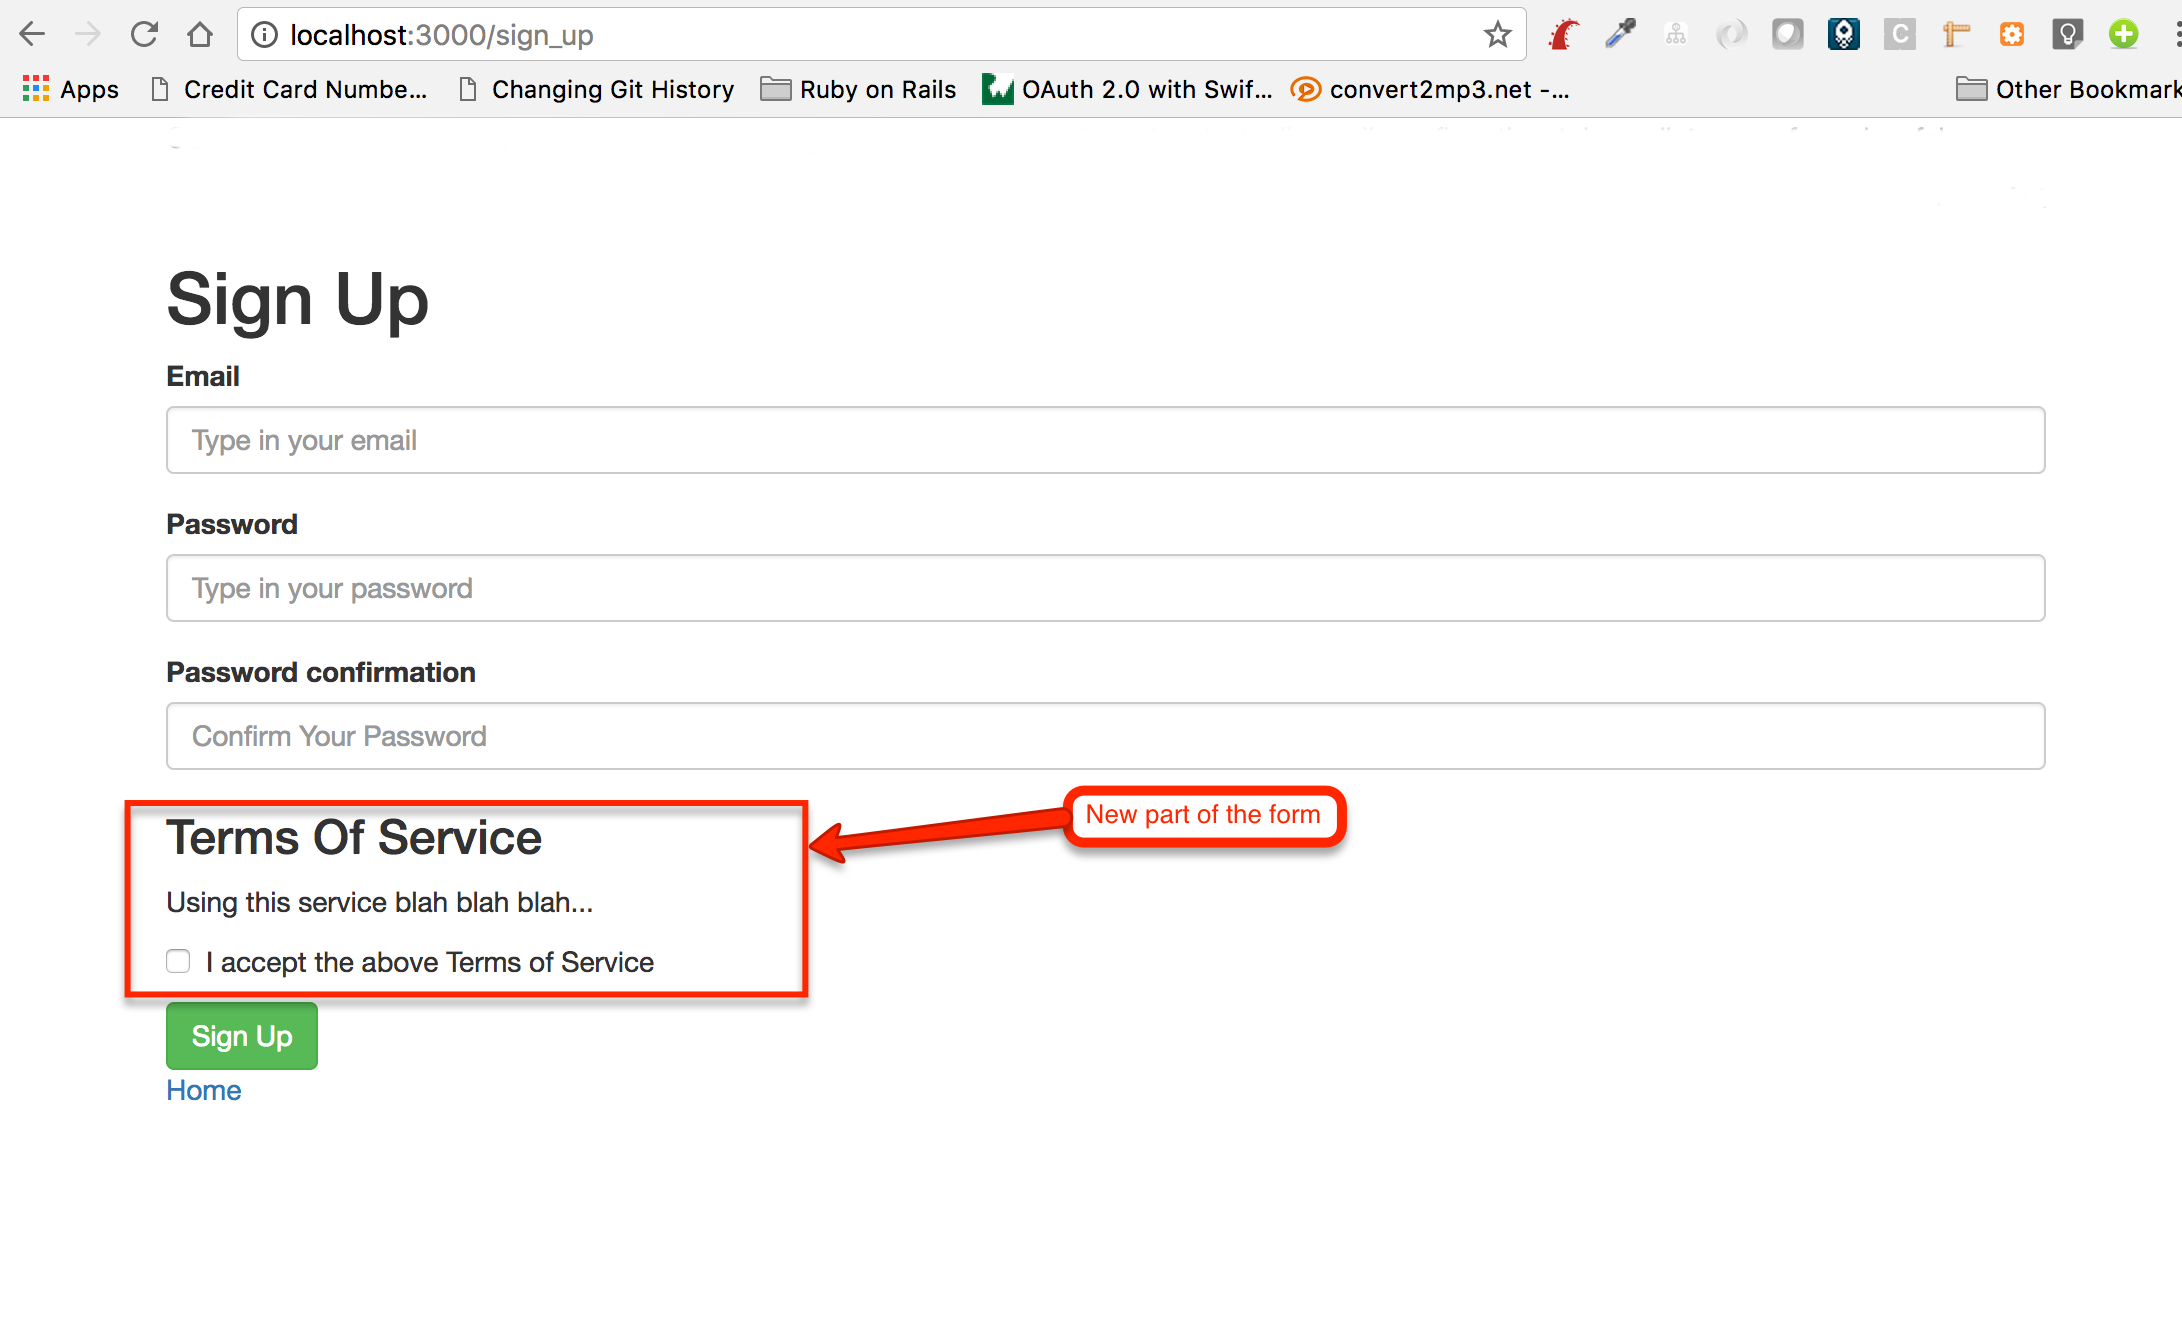 localhost:3000/sign_up
Apps
Credit Card Numbe...
Changing Git History
Ruby on Rails
OAuth 2.0 with Swif...
convert2mp3.net -...
Other Bookmark
Sign Up
Email
Type in your email
Password
Type in your password
Password confirmation
Confirm Your Password
New part of the form
Terms Of Service
Using this service blah blah blah...
I accept the above Terms of Service
Sign Up
Home